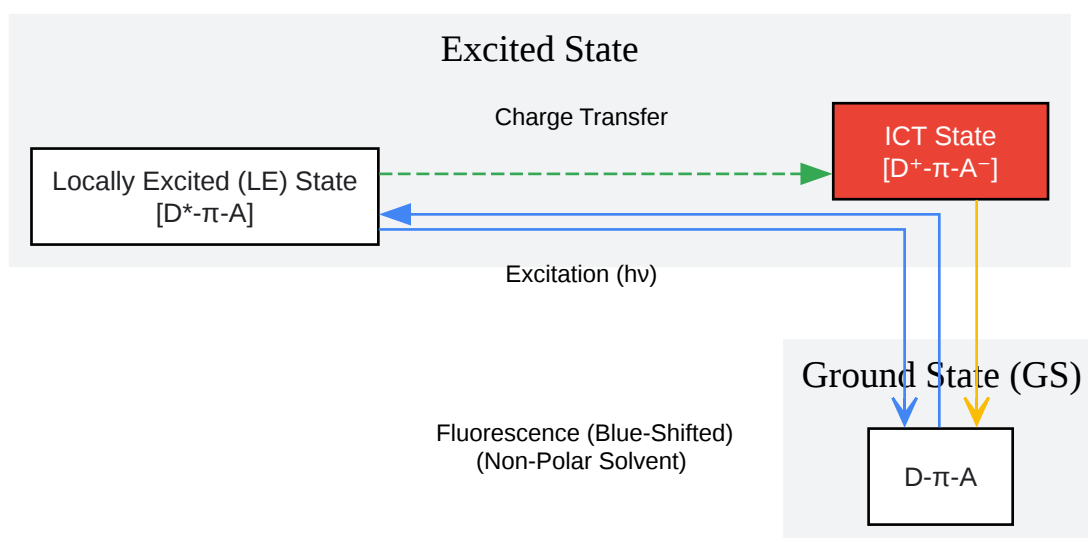 Excited State
Charge Transfer
ICT State
[D⁺-π-A⁻]
Locally Excited (LE) State
[D*-π-A]
Excitation (hν)
Ground State (GS)
Fluorescence (Blue-Shifted)
(Non-Polar Solvent)
D-π-A